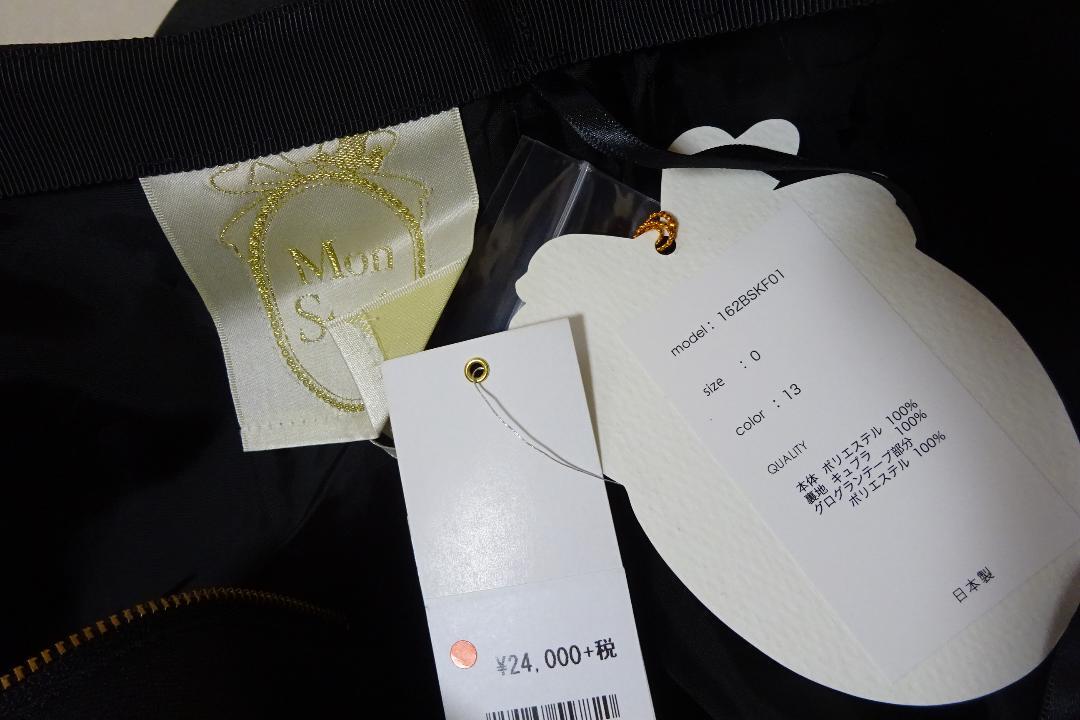 Mon
model : 162BSKF01
size : 0
color : 13
QUALITY
本体 ポリエステル 100%
裏地 キュプラ 100%
グログランテープ部分
ポリエステル 100%
日本製
¥24,000+税